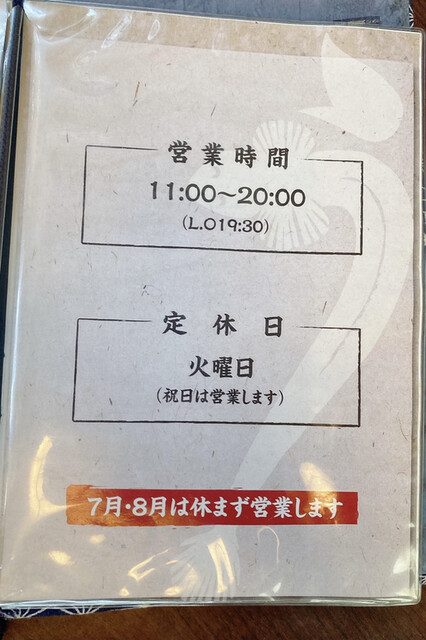 営業時間
11:00～20:00
(L.O19:30)
定休日
火曜日
(祝日は営業します)
7月・8月は休まず営業します